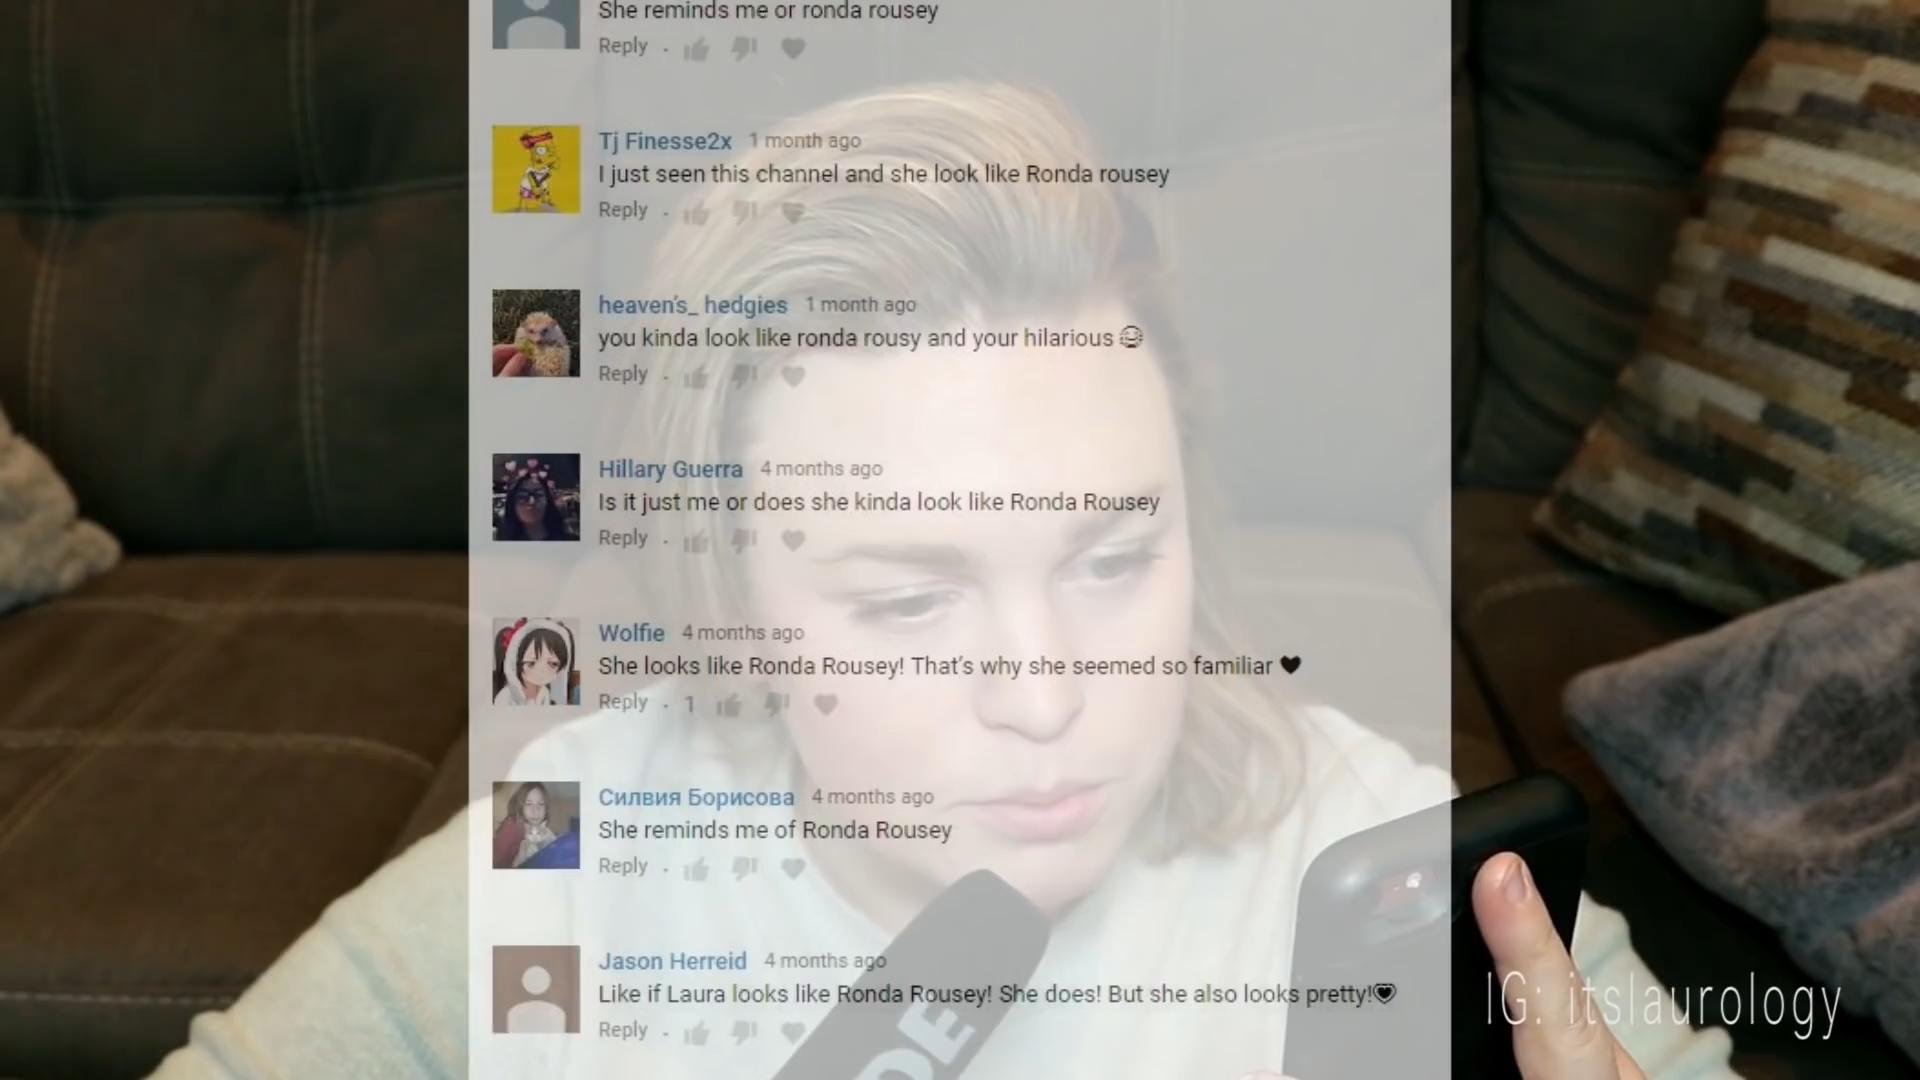 She reminds me or ronda rousey
Reply
Tj Finesse2x 1 month ago
I just seen this channel and she look like Ronda rousey
Reply
heaven's_ hedgies 1 month ago
you kinda look like ronda rousy and your hilarious 😂
Reply
Hillary Guerra 4 months ago
Is it just me or does she kinda look like Ronda Rousey
Reply
Wolfie 4 months ago
She looks like Ronda Rousey! That's why she seemed so familiar ♥
Reply · 1
Силвия Борисова 4 months ago
She reminds me of Ronda Rousey
Reply
Jason Herreid 4 months ago
Like if Laura looks like Ronda Rousey! She does! But she also looks pretty!💗
Reply
DE
IG: itslaurology